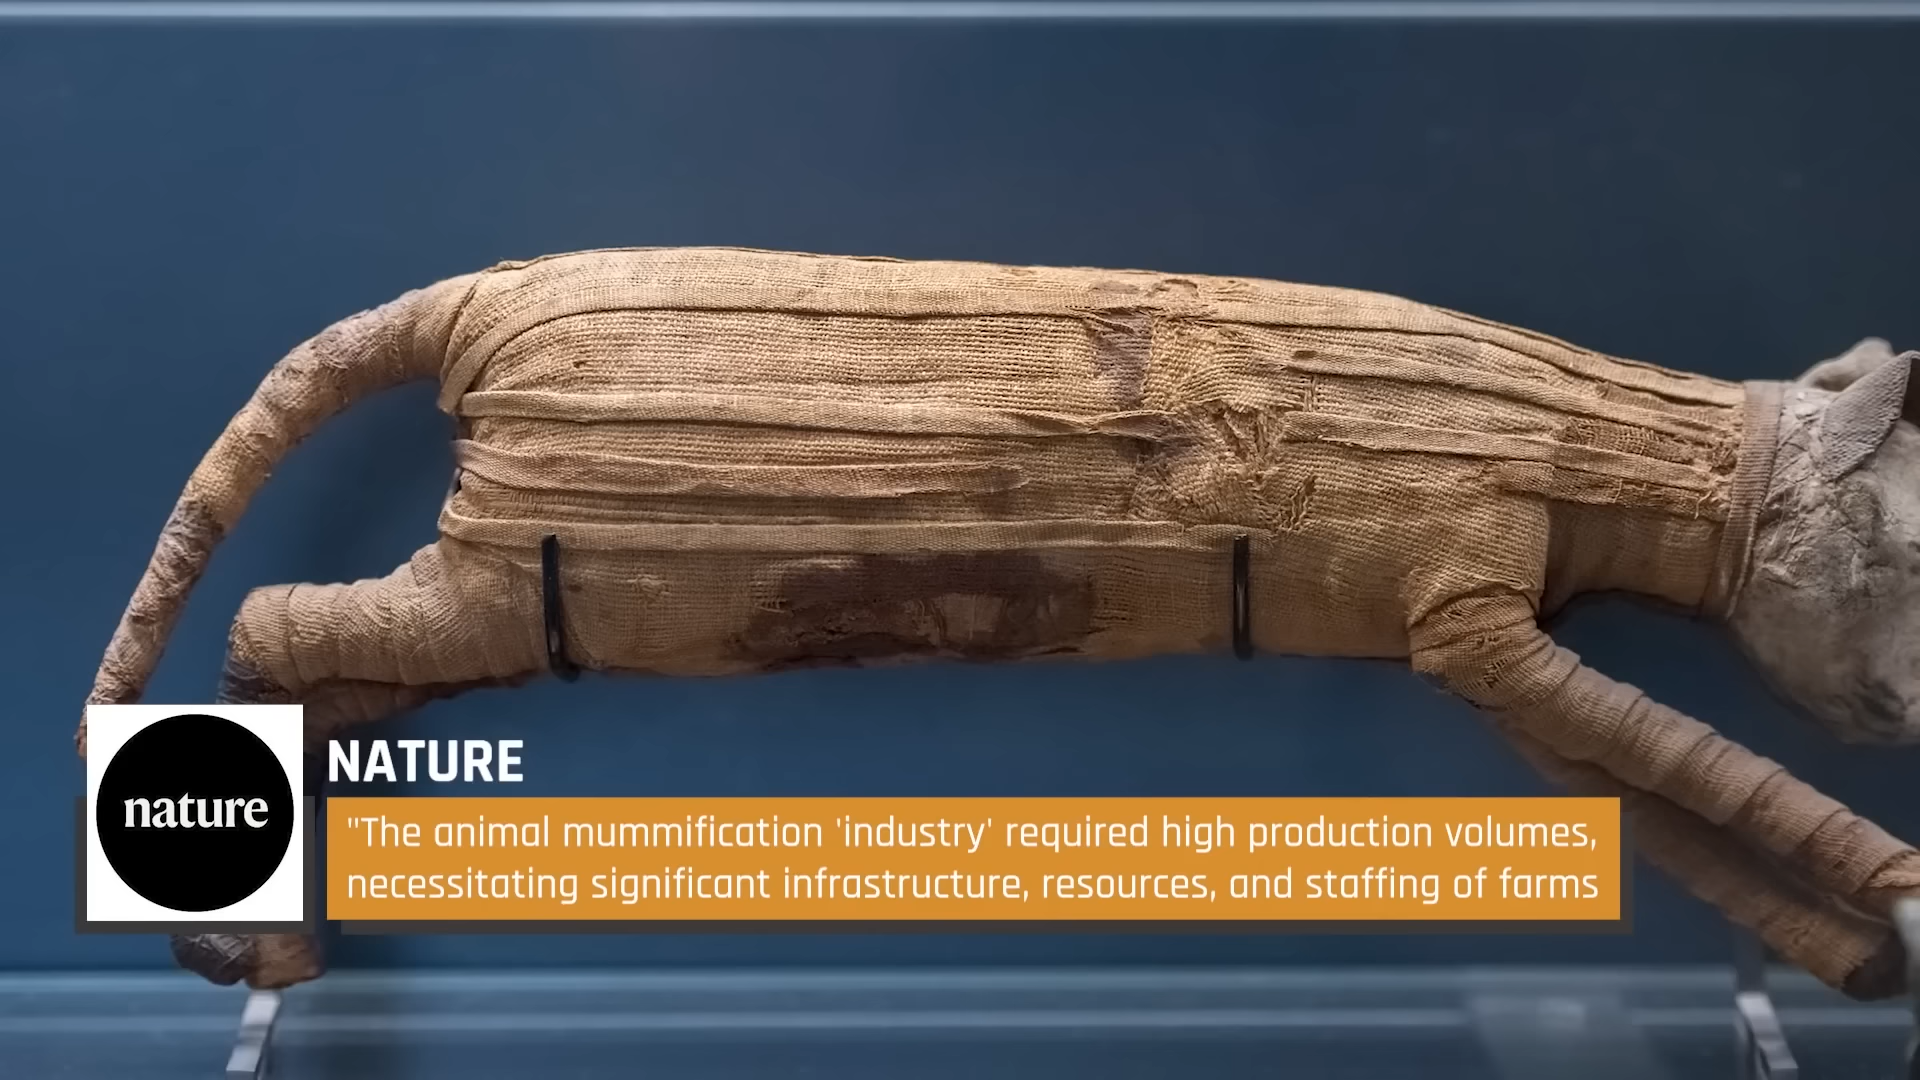 NATURE
nature
"The animal mummification 'industry' required high production volumes,
necessitating significant infrastructure, resources, and staffing of farms